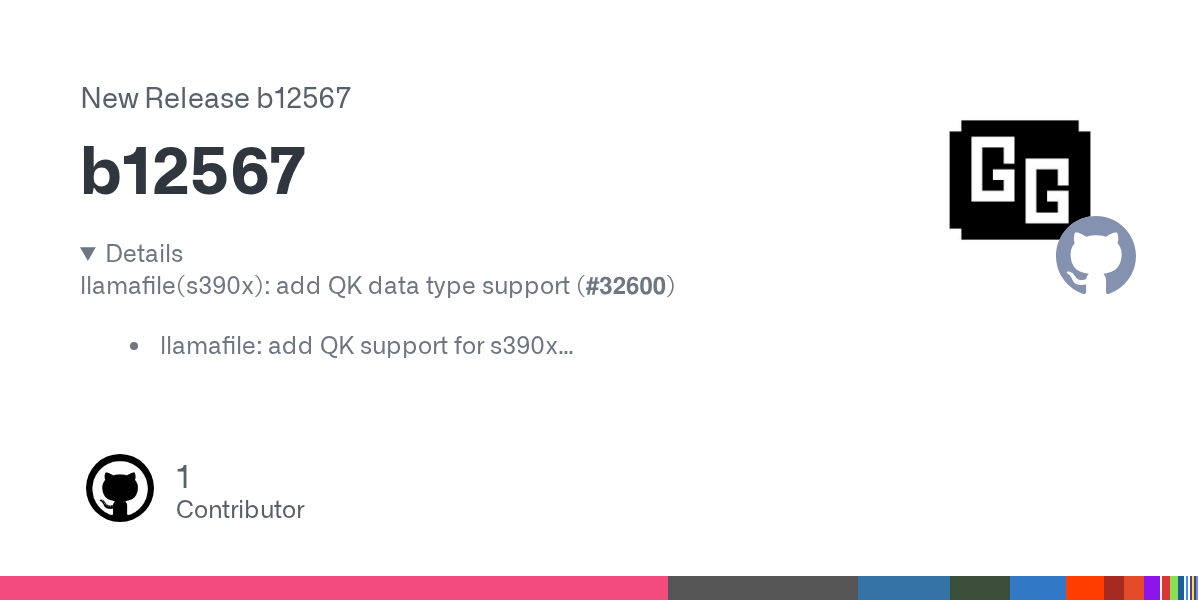 New Release b12567
b12567
▼ Details
llamafile(s390x): add QK data type support (#32600)
• llamafile: add QK support for s390x...
GG
1
Contributor